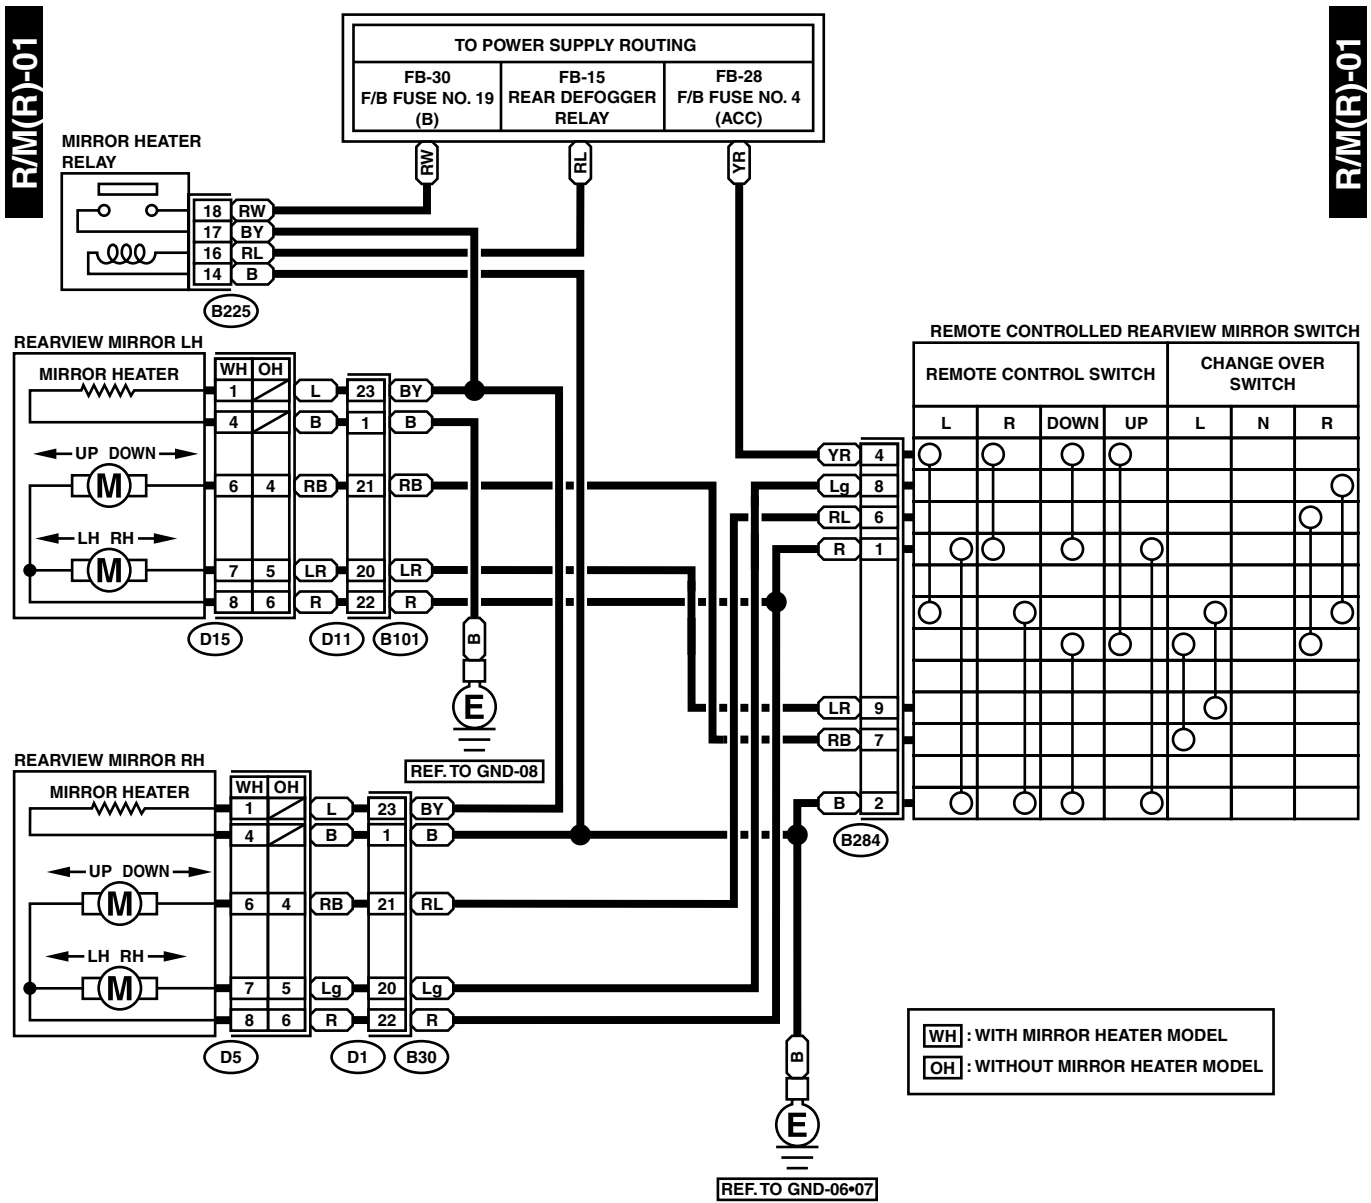 R/M(R)-01
R/M(R)-01
TO POWER SUPPLY ROUTING
FB-30
F/B FUSE NO. 19
(B)
FB-15
REAR DEFOGGER
RELAY
FB-28
F/B FUSE NO. 4
(ACC)
RW
RL
YR
MIRROR HEATER
RELAY
18 RW
17 BY
16 RL
14 B
B225
REARVIEW MIRROR LH
MIRROR HEATER
WH OH
1 L 23 BY
4 B 1 B
UP DOWN
M 6 4 RB 21 RB
LH RH
M 7 5 LR 20 LR
8 6 R 22 R
D15 D11 B101
B
E
REF. TO GND-08
REMOTE CONTROLLED REARVIEW MIRROR SWITCH
REMOTE CONTROL SWITCH
CHANGE OVER
SWITCH
L R DOWN UP L N R
YR 4
Lg 8
RL 6
R 1
LR 9
RB 7
B 2
B284
REARVIEW MIRROR RH
MIRROR HEATER
WH OH
1 L 23 BY
4 B 1 B
UP DOWN
M 6 4 RB 21 RL
LH RH
M 7 5 Lg 20 Lg
8 6 R 22 R
D5 D1 B30
B
E
REF. TO GND-06•07
WH : WITH MIRROR HEATER MODEL
OH : WITHOUT MIRROR HEATER MODEL